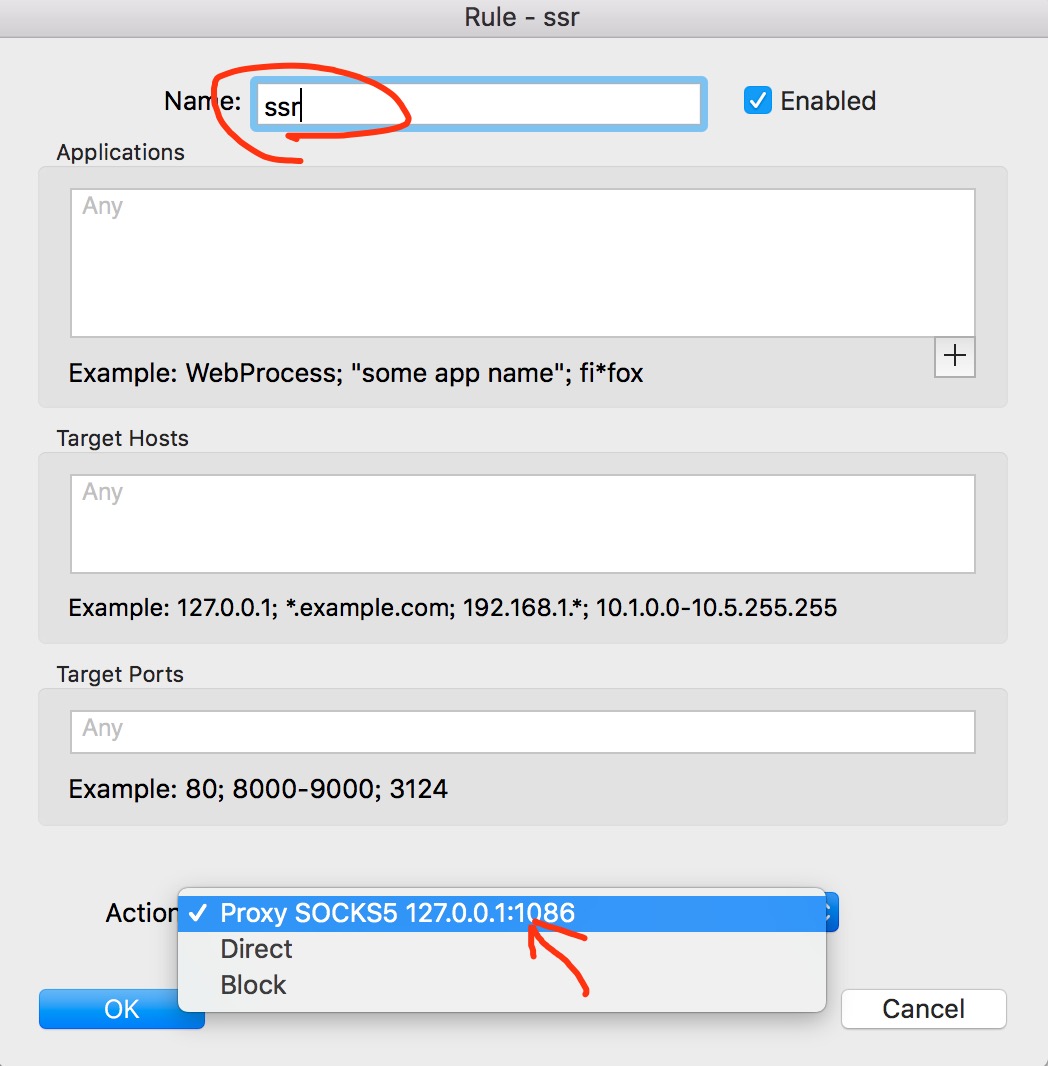 Rule - ssr
Name: ssr Enabled
Applications
Any
Example: WebProcess; "some app name"; fi*fox
Target Hosts
Any
Example: 127.0.0.1; *.example.com; 192.168.1.*; 10.1.0.0-10.5.255.255
Target Ports
Any
Example: 80; 8000-9000; 3124
Action ✓ Proxy SOCKS5 127.0.0.1:1086
Direct
Block
OK Cancel